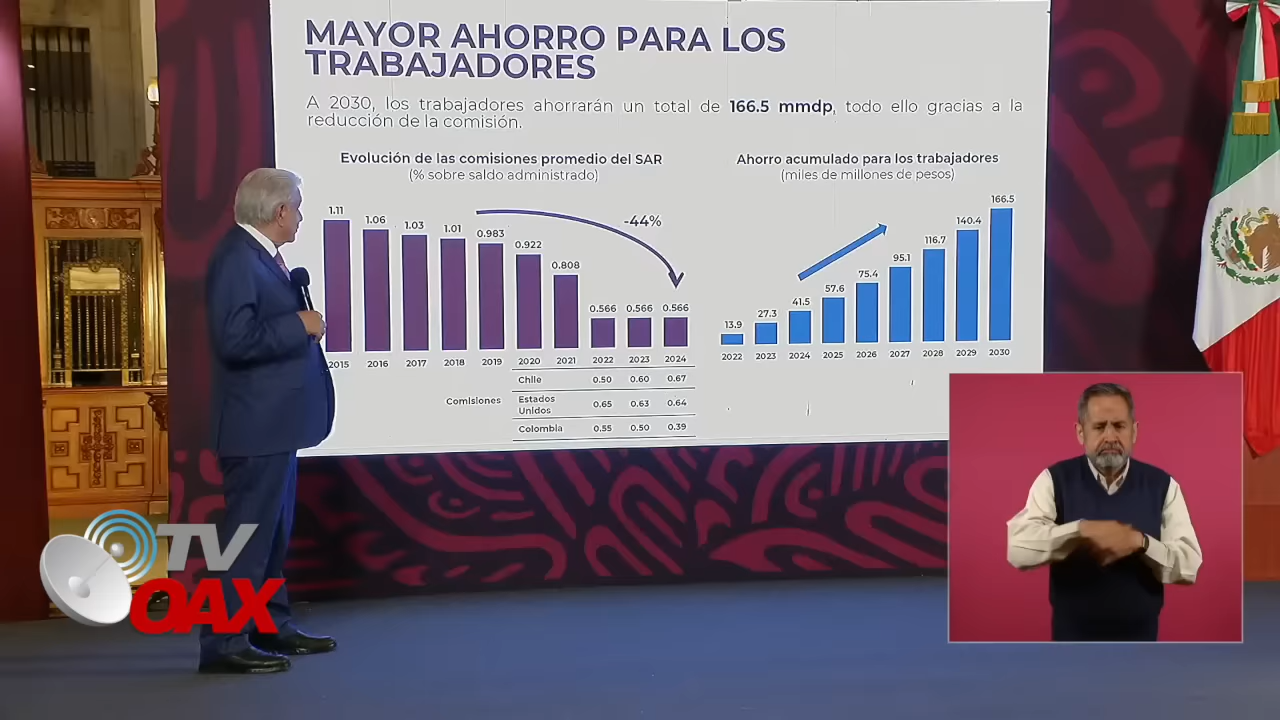 MAYOR AHORRO PARA LOS
TRABAJADORES
A 2030, los trabajadores ahorrarán un total de 166.5 mmdp, todo ello gracias a la
reducción de la comisión.
Evolución de las comisiones promedio del SAR
(% sobre saldo administrado)
-44%
1.11 1.06 1.03 1.01 0.983 0.922 0.808 0.566 0.566 0.566
2015 2016 2017 2018 2019 2020 2021 2022 2023 2024
Comisiones
Chile 0.50 0.60 0.67
Estados
Unidos 0.65 0.63 0.64
Colombia 0.55 0.50 0.39
Ahorro acumulado para los trabajadores
(miles de millones de pesos)
13.9 27.3 41.5 57.6 75.4 95.1 116.7 140.4 166.5
2022 2023 2024 2025 2026 2027 2028 2029 2030
TV
OAX